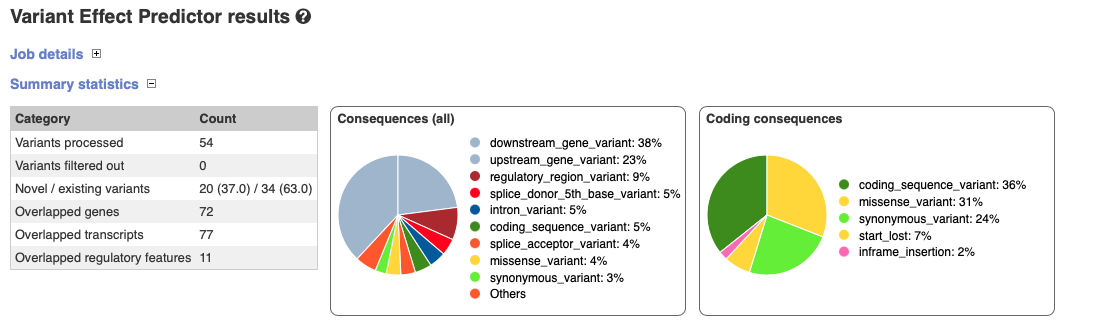 Variant Effect Predictor results ?
Job details +
Summary statistics −
Category Count
Variants processed 54
Variants filtered out 0
Novel / existing variants 20 (37.0) / 34 (63.0)
Overlapped genes 72
Overlapped transcripts 77
Overlapped regulatory features 11
Consequences (all)
downstream_gene_variant: 38%
upstream_gene_variant: 23%
regulatory_region_variant: 9%
splice_donor_5th_base_variant: 5%
intron_variant: 5%
coding_sequence_variant: 5%
splice_acceptor_variant: 4%
missense_variant: 4%
synonymous_variant: 3%
Others
Coding consequences
coding_sequence_variant: 36%
missense_variant: 31%
synonymous_variant: 24%
start_lost: 7%
inframe_insertion: 2%